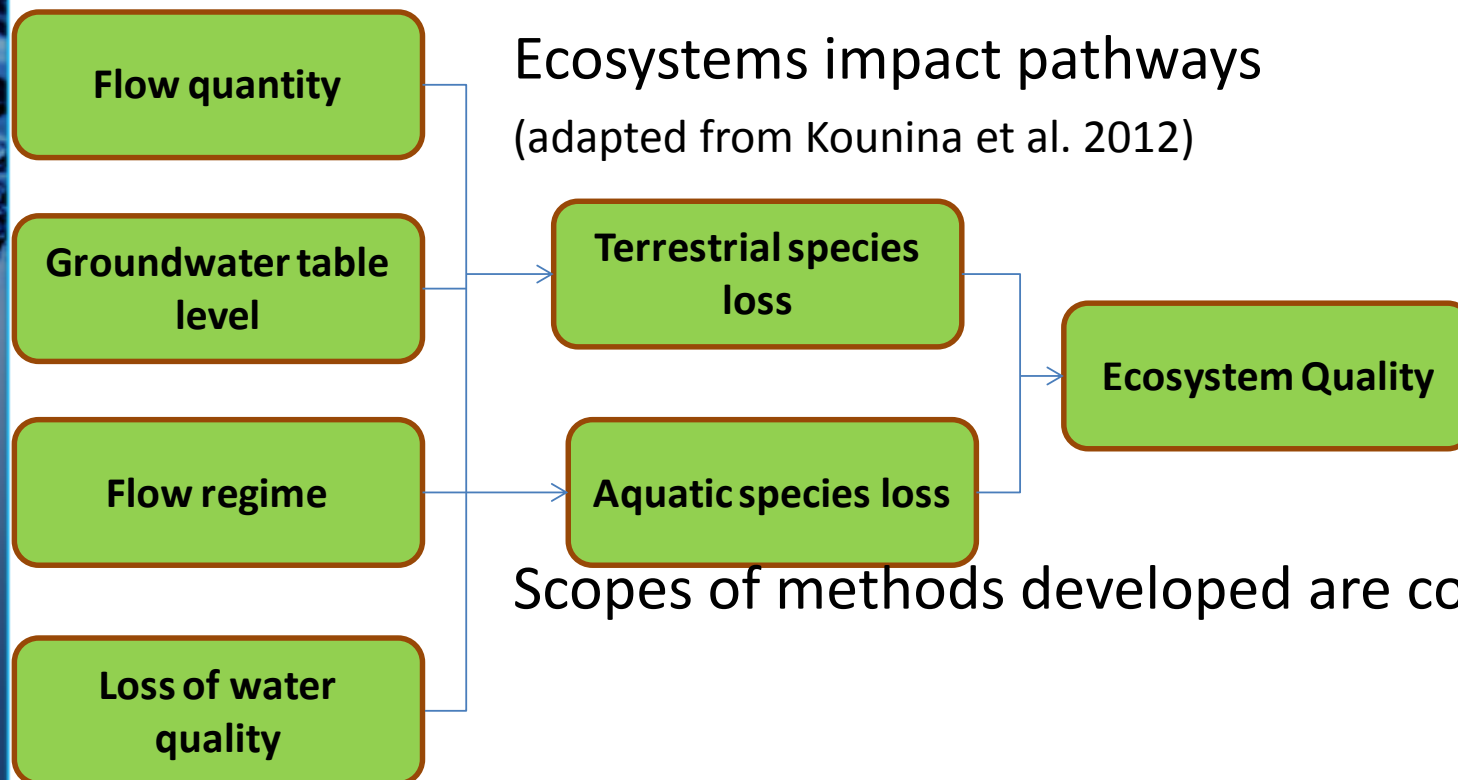 Ecosystems impact pathways
(adapted from Kounina et al. 2012)
Flow quantity
Groundwater table
level
Flow regime
Loss of water
quality
Terrestrial species
loss
Aquatic species loss
Ecosystem Quality
Scopes of methods developed are